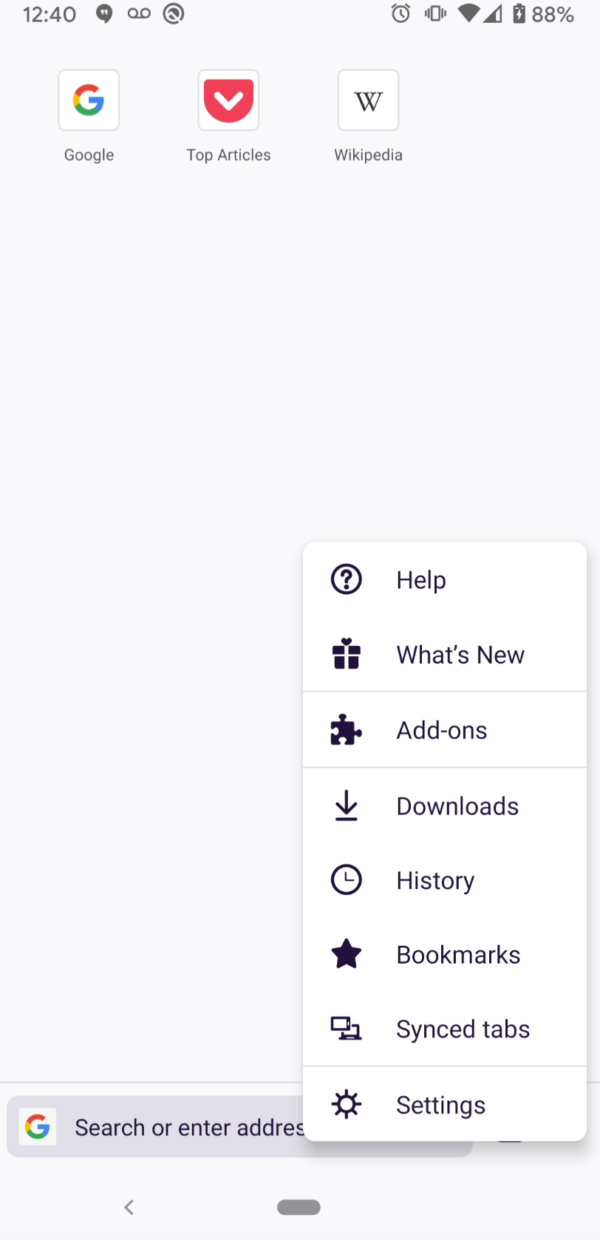 12:40 88%
Google Top Articles Wikipedia
Help
What's New
Add-ons
Downloads
History
Bookmarks
Synced tabs
Settings
Search or enter addres